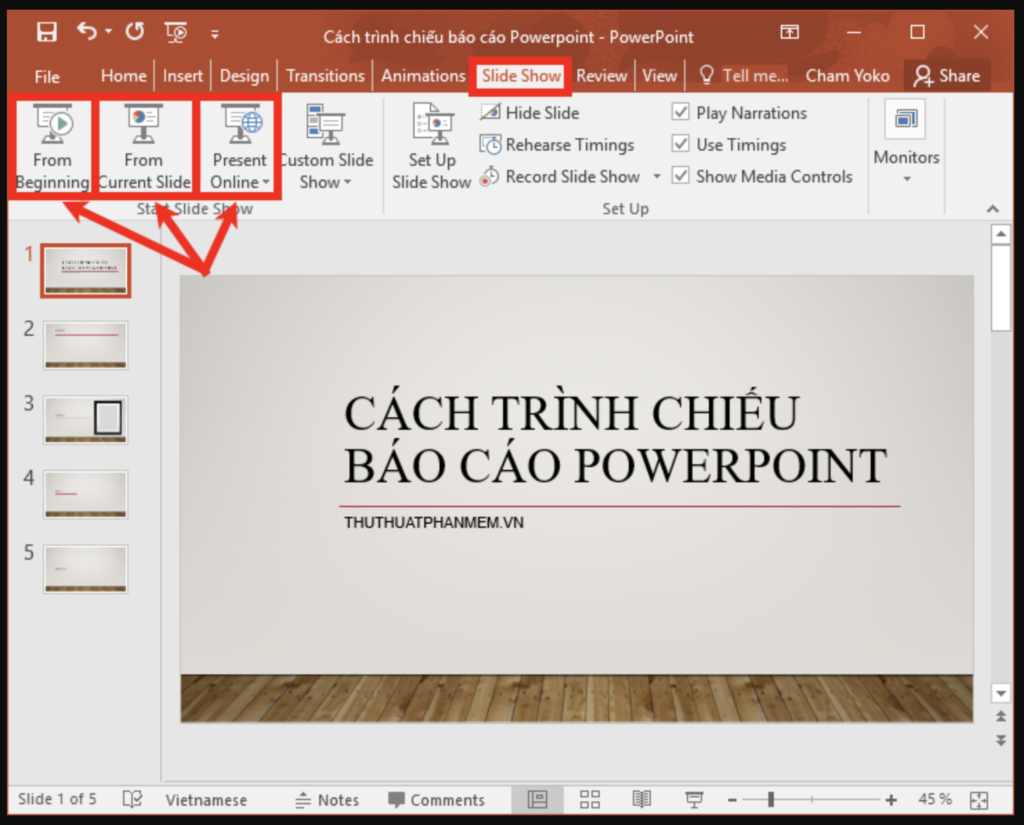 Cách trình chiếu báo cáo Powerpoint - PowerPoint
File Home Insert Design Transitions Animations Slide Show Review View Tell me... Cham Yoko Share
From Beginning
From Current Slide
Present Online
Custom Slide Show
Set Up Slide Show
Hide Slide
Rehearse Timings
Record Slide Show
Play Narrations
Use Timings
Show Media Controls
Monitors
Start Slide Show
Set Up
1
2
3
4
5
CÁCH TRÌNH CHIẾU
BÁO CÁO POWERPOINT
THUTHUATPHANMEM.VN
Slide 1 of 5 Vietnamese Notes Comments 45 %